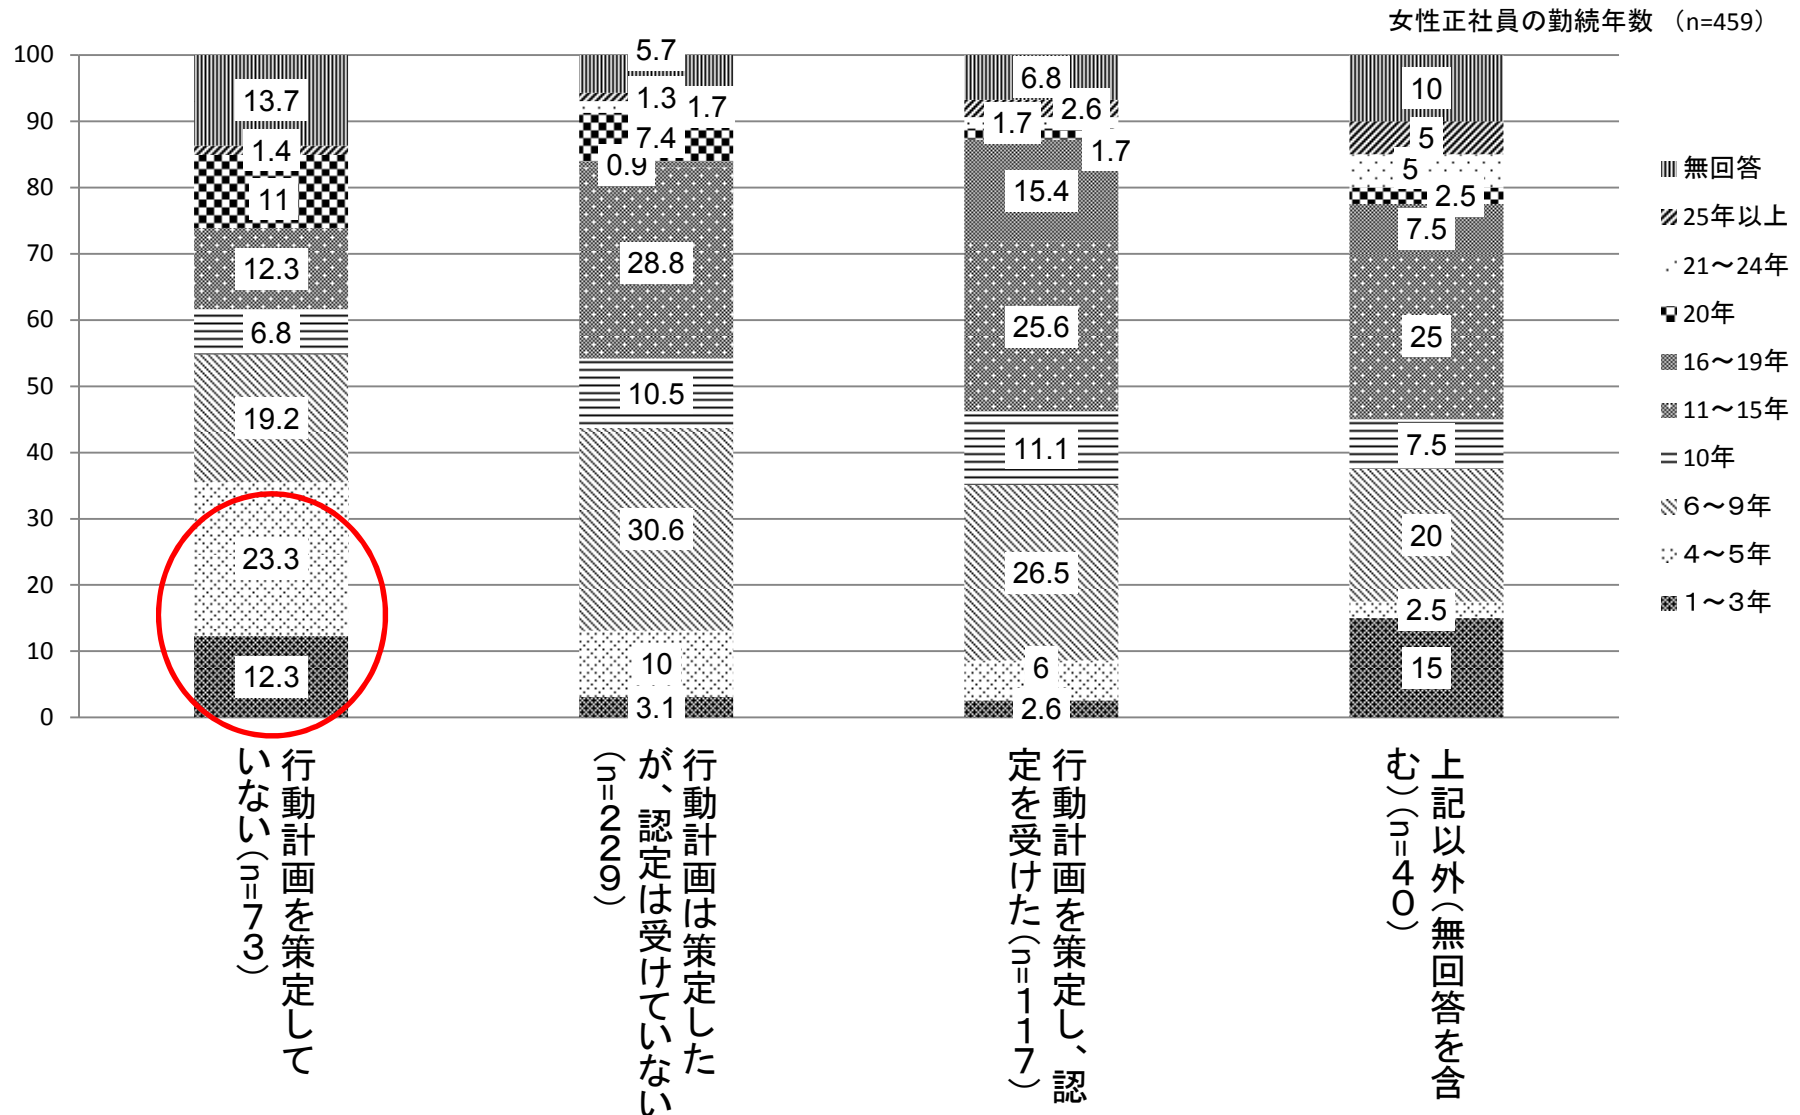 女性正社員の勤続年数 （n=459）
100
90
80
70
60
50
40
30
20
10
0
13.7
1.4
11
12.3
6.8
19.2
23.3
12.3
5.7
1.3
1.7
7.4
0.9
28.8
10.5
30.6
10
3.1
6.8
2.6
1.7
1.7
15.4
25.6
11.1
26.5
6
2.6
10
5
5
2.5
7.5
25
7.5
20
2.5
15
無回答
25年以上
21～24年
20年
16～19年
11～15年
10年
６～９年
４～５年
１～３年
行動計画を策定して
いない（n=７３）
行動計画は策定した
が、認定は受けていない
（n=２２９）
行動計画を策定し、認
定を受けた（n=１１７）
上記以外（無回答を含
む）（n=４０）